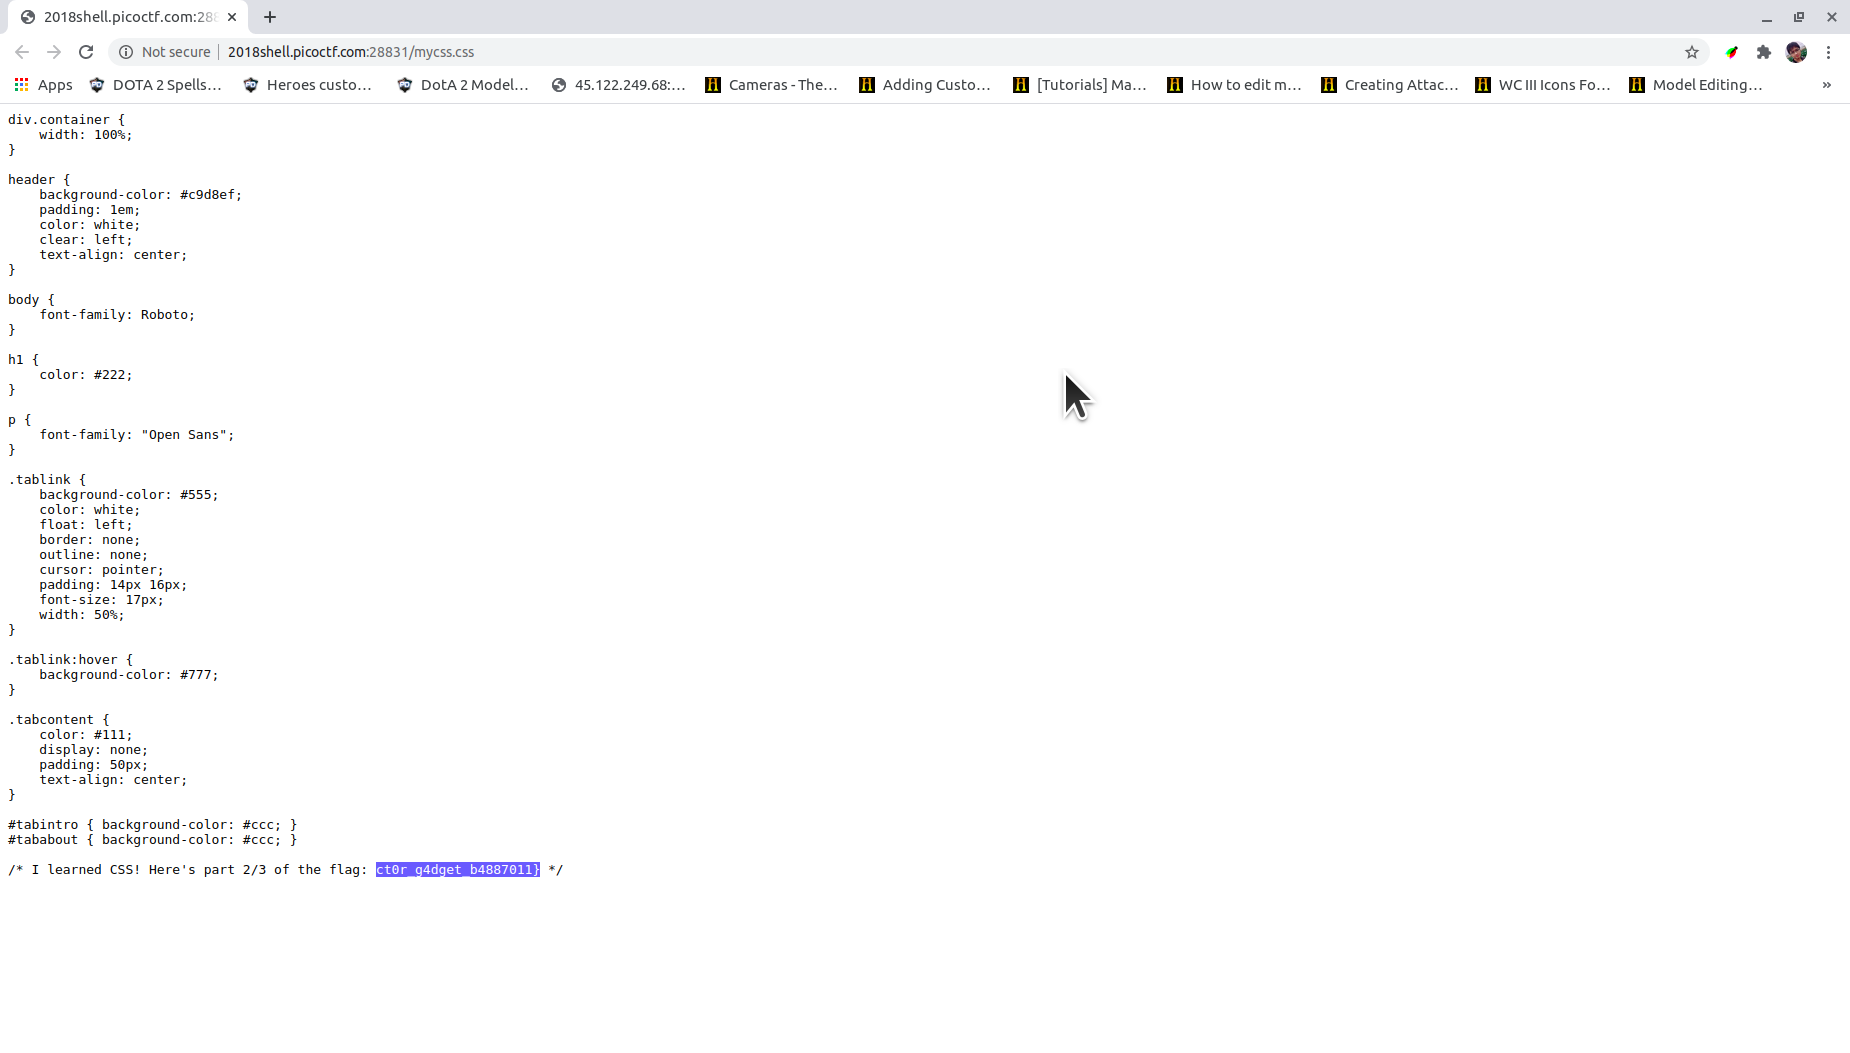 2018shell.picoctf.com:288
Not secure
2018shell.picoctf.com:28831/mycss.css
Apps
DOTA 2 Spells...
Heroes custo...
DotA 2 Model...
45.122.249.68:...
Cameras - The...
Adding Custo...
[Tutorials] Ma...
How to edit m...
Creating Attac...
WC III Icons Fo...
Model Editing...
»
div.container {
    width: 100%;
}
header {
    background-color: #c9d8ef;
    padding: 1em;
    color: white;
    clear: left;
    text-align: center;
}
body {
    font-family: Roboto;
}
h1 {
    color: #222;
}
p {
    font-family: "Open Sans";
}
.tablink {
    background-color: #555;
    color: white;
    float: left;
    border: none;
    outline: none;
    cursor: pointer;
    padding: 14px 16px;
    font-size: 17px;
    width: 50%;
}
.tablink:hover {
    background-color: #777;
}
.tabcontent {
    color: #111;
    display: none;
    padding: 50px;
    text-align: center;
}
#tabintro { background-color: #ccc; }
#tababout { background-color: #ccc; }
/* I learned CSS! Here's part 2/3 of the flag: ct0r_g4dget_b4887011} */